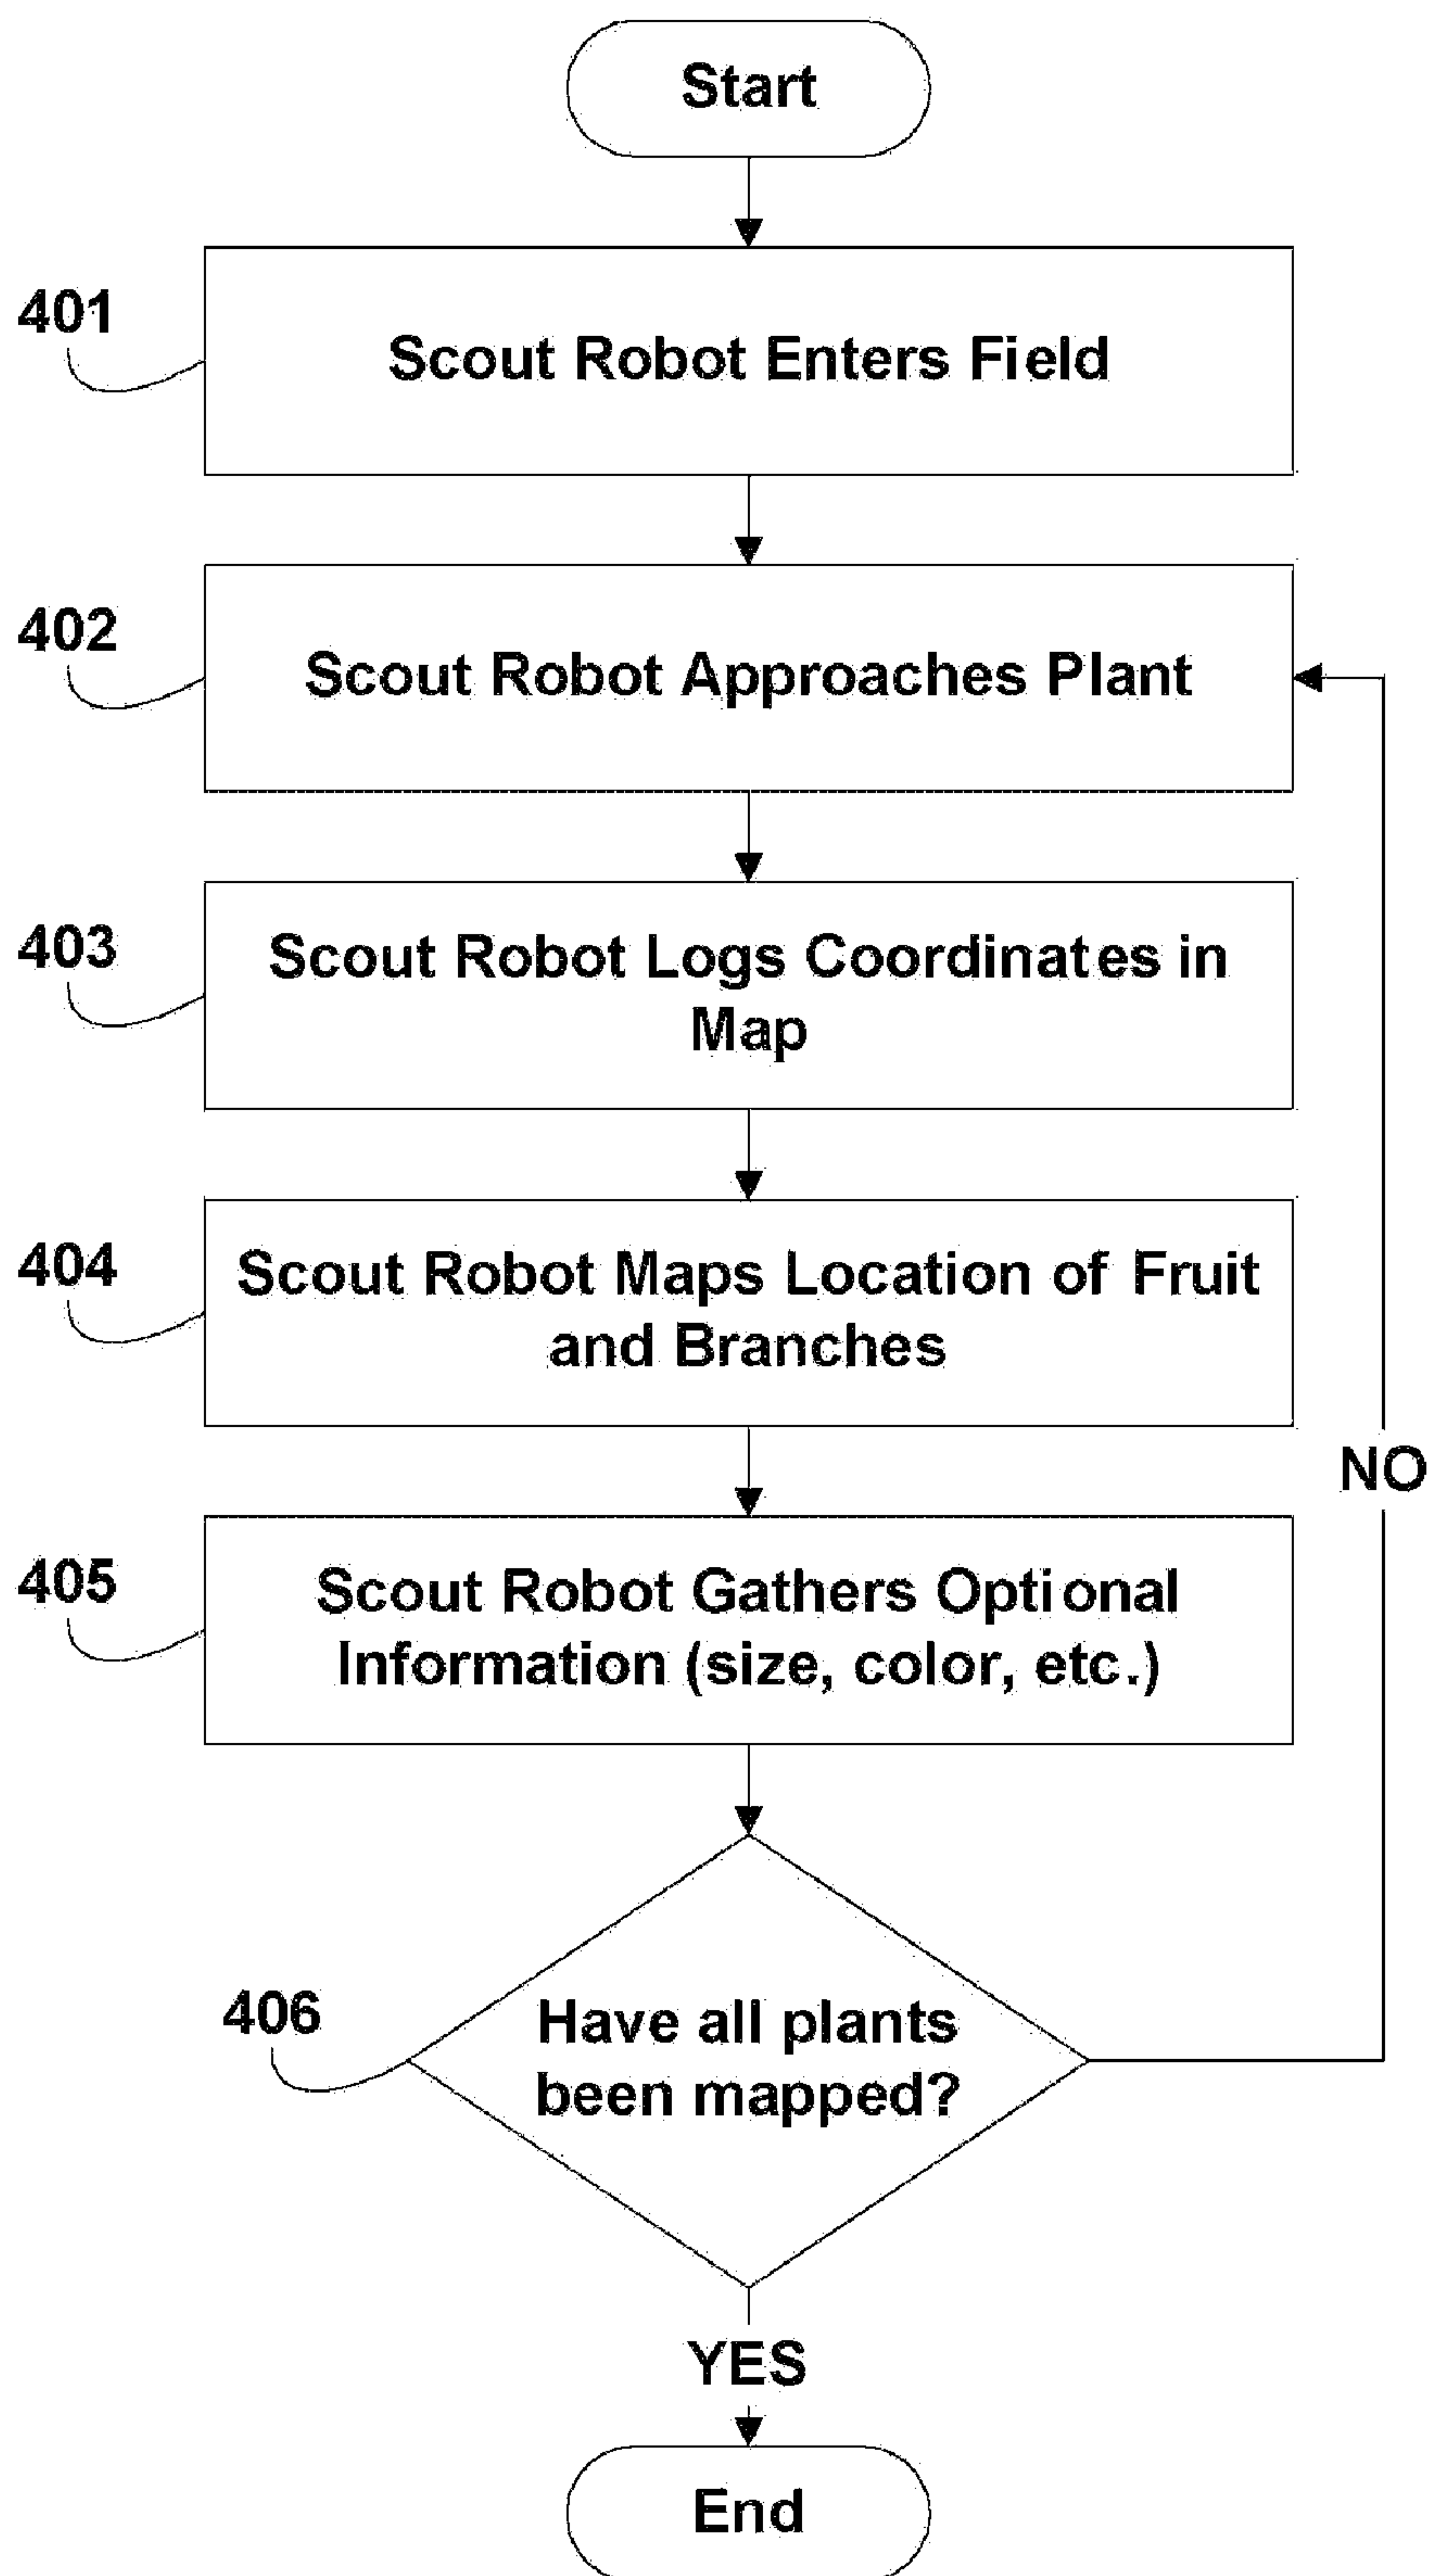 Start
401
Scout Robot Enters Field
402
Scout Robot Approaches Plant
403
Scout Robot Logs Coordinates in
Map
404
Scout Robot Maps Location of Fruit
and Branches
NO
405
Scout Robot Gathers Optional
Information (size, color, etc.)
406
Have all plants
been mapped?
YES
End